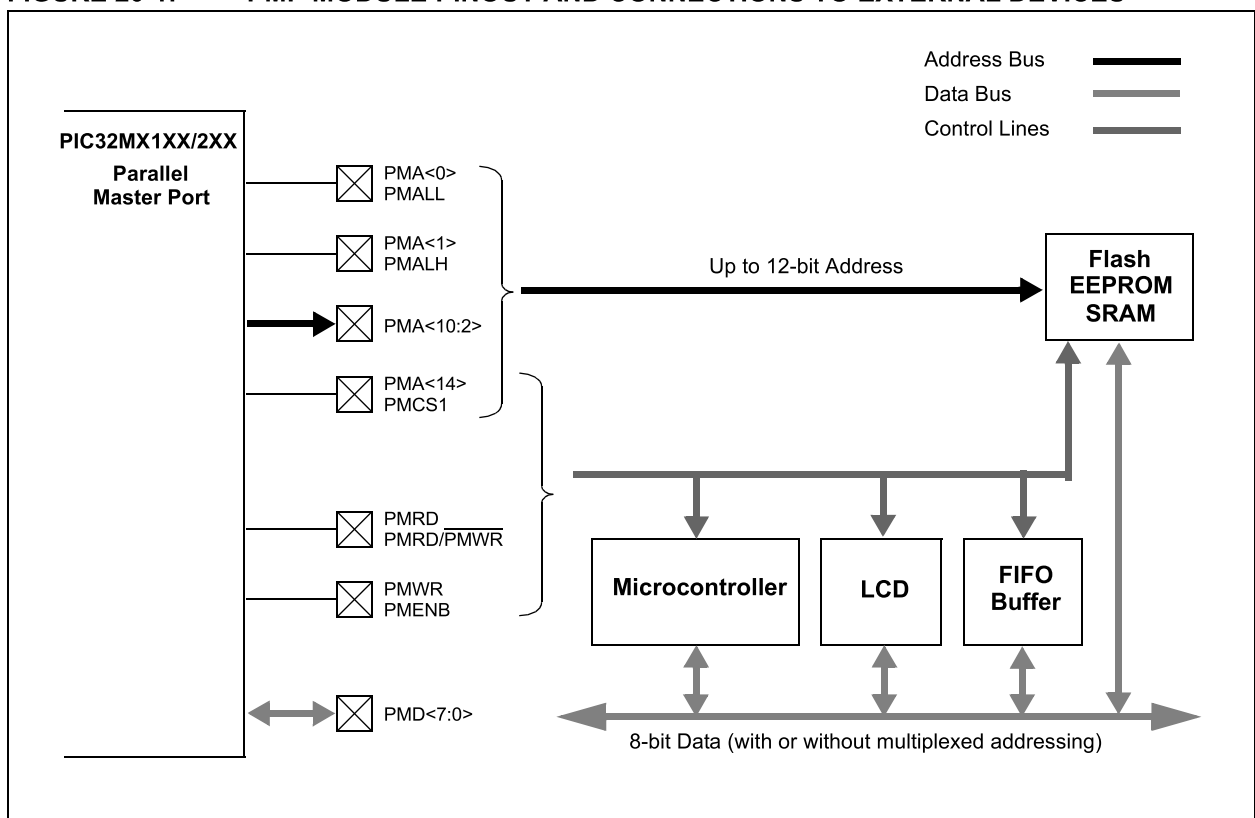 Address Bus
Data Bus
Control Lines
PIC32MX1XX/2XX
Parallel
Master Port
PMA<0>
PMALL
PMA<1>
PMALH
PMA<10:2>
PMA<14>
PMCS1
PMRD
PMRD/PMWR
PMWR
PMENB
PMD<7:0>
Up to 12-bit Address
Flash
EEPROM
SRAM
Microcontroller
LCD
FIFO
Buffer
8-bit Data (with or without multiplexed addressing)